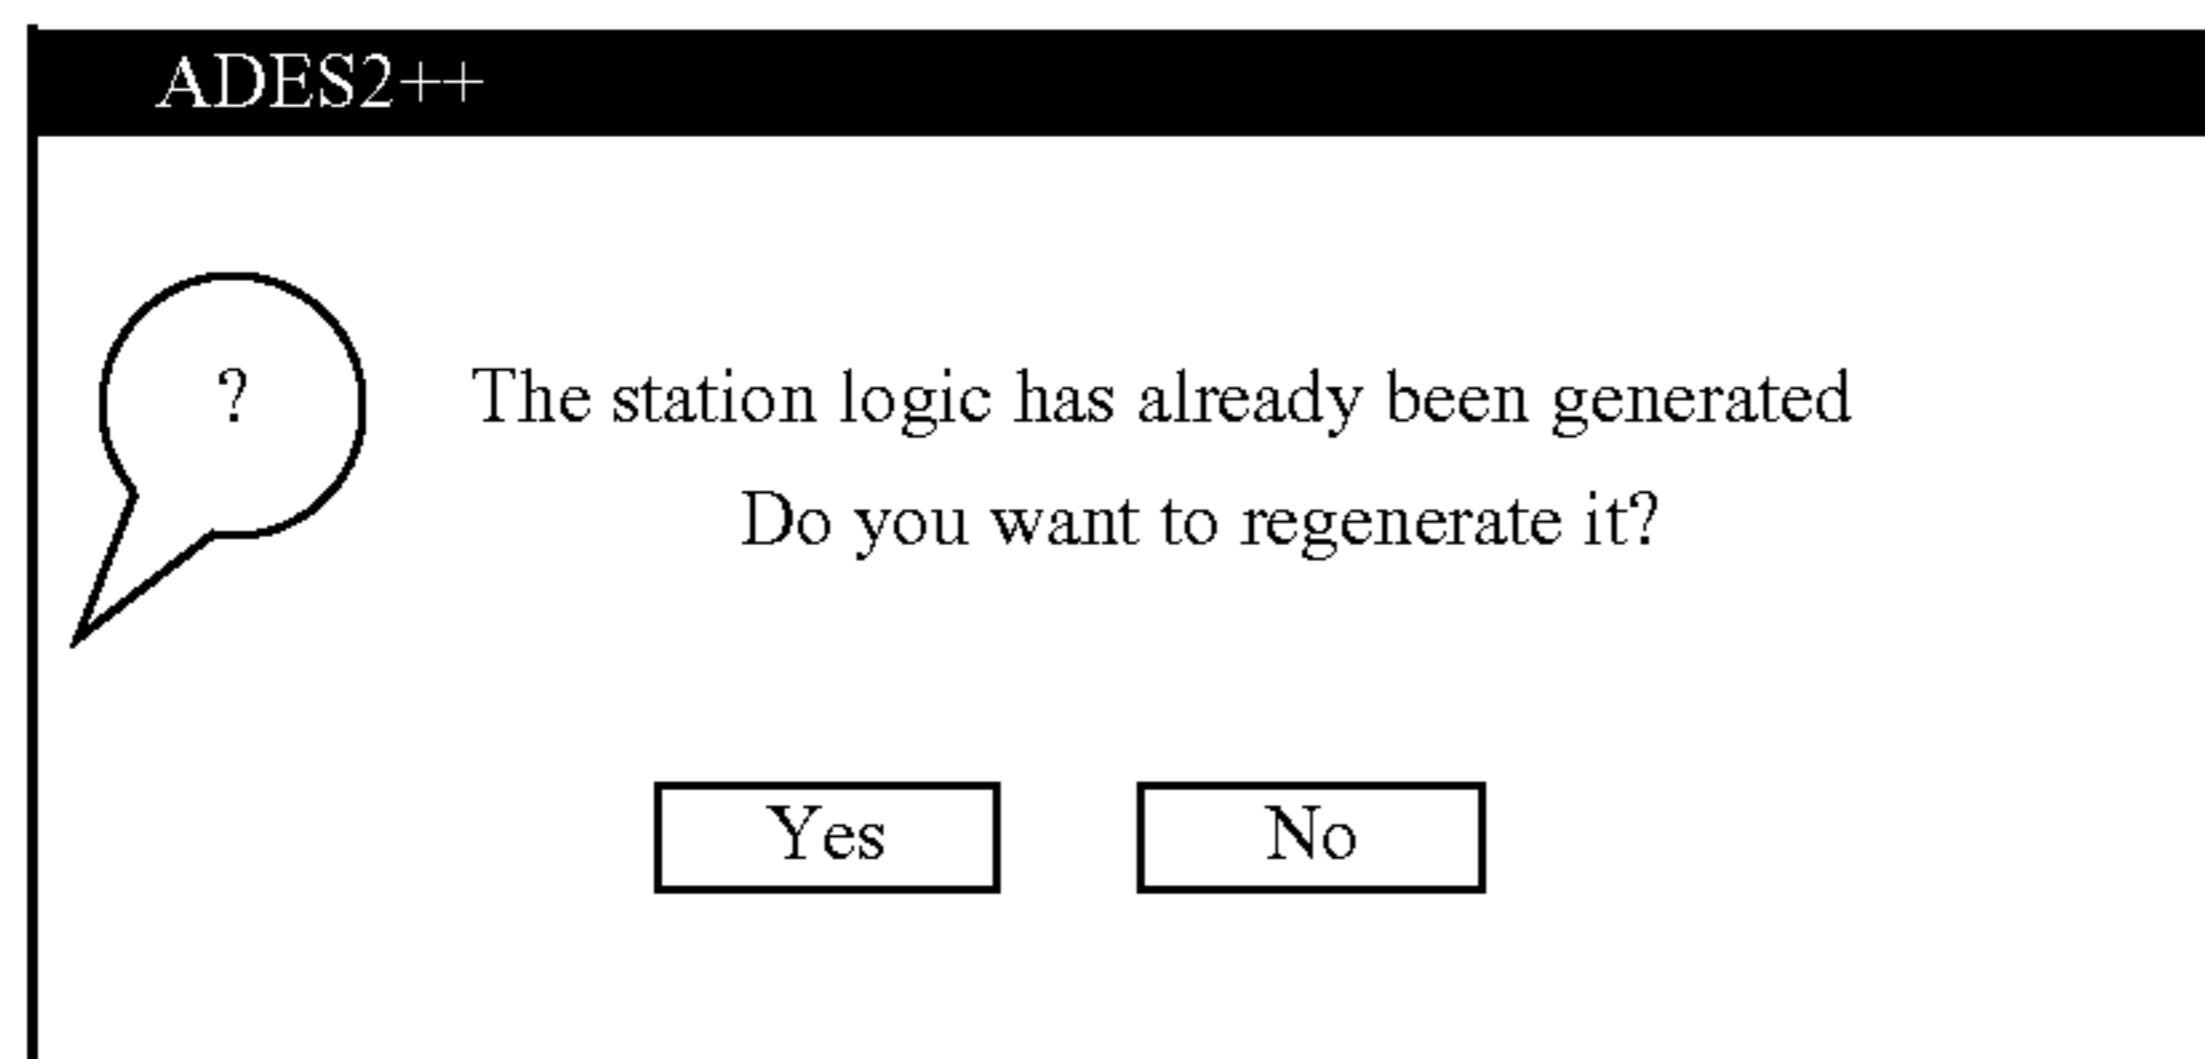 ADES2++
?
The station logic has already been generated
Do you want to regenerate it?
Yes No